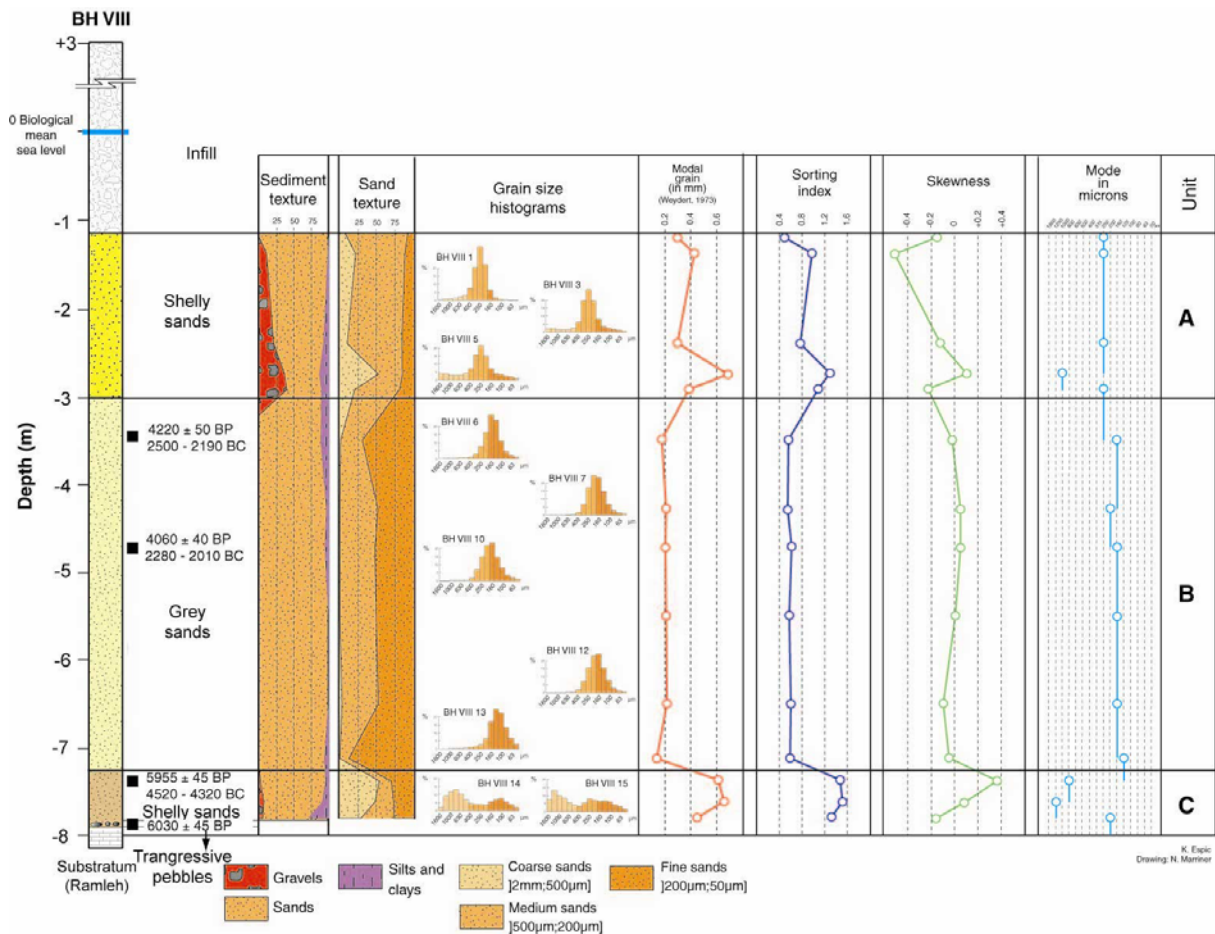 BH VIII
+3
0 Biological
mean
sea level
-1
-2
-3
-4
-5
-6
-7
-8
Depth (m)
Infill
Shelly
sands
4220 ± 50 BP
2500 - 2190 BC
4060 ± 40 BP
2280 - 2010 BC
Grey
sands
5955 ± 45 BP
4520 - 4320 BC
Shelly sands
6030 ± 45 BP
Substratum
(Ramleh)
Trangressive
pebbles
Sediment
texture
25 50 75
Sand
texture
25 50 75
Grain size
histograms
BH VIII 1
BH VIII 3
BH VIII 5
BH VIII 6
BH VIII 7
BH VIII 10
BH VIII 12
BH VIII 13
BH VIII 14
BH VIII 15
Modal
grain
(in mm)
(Weydert, 1973)
0.2 0.4 0.6
Sorting
index
0.4 0.8 1.2 1.6
Skewness
-0.4 -0.2 0 +0.4
Mode
in
microns
Unit
A
B
C
K. Espic
Drawing: N. Marriner
Gravels
Sands
Silts and
clays
Coarse sands
]2mm;500µm]
Medium sands
]500µm;200µm]
Fine sands
]200µm;50µm]